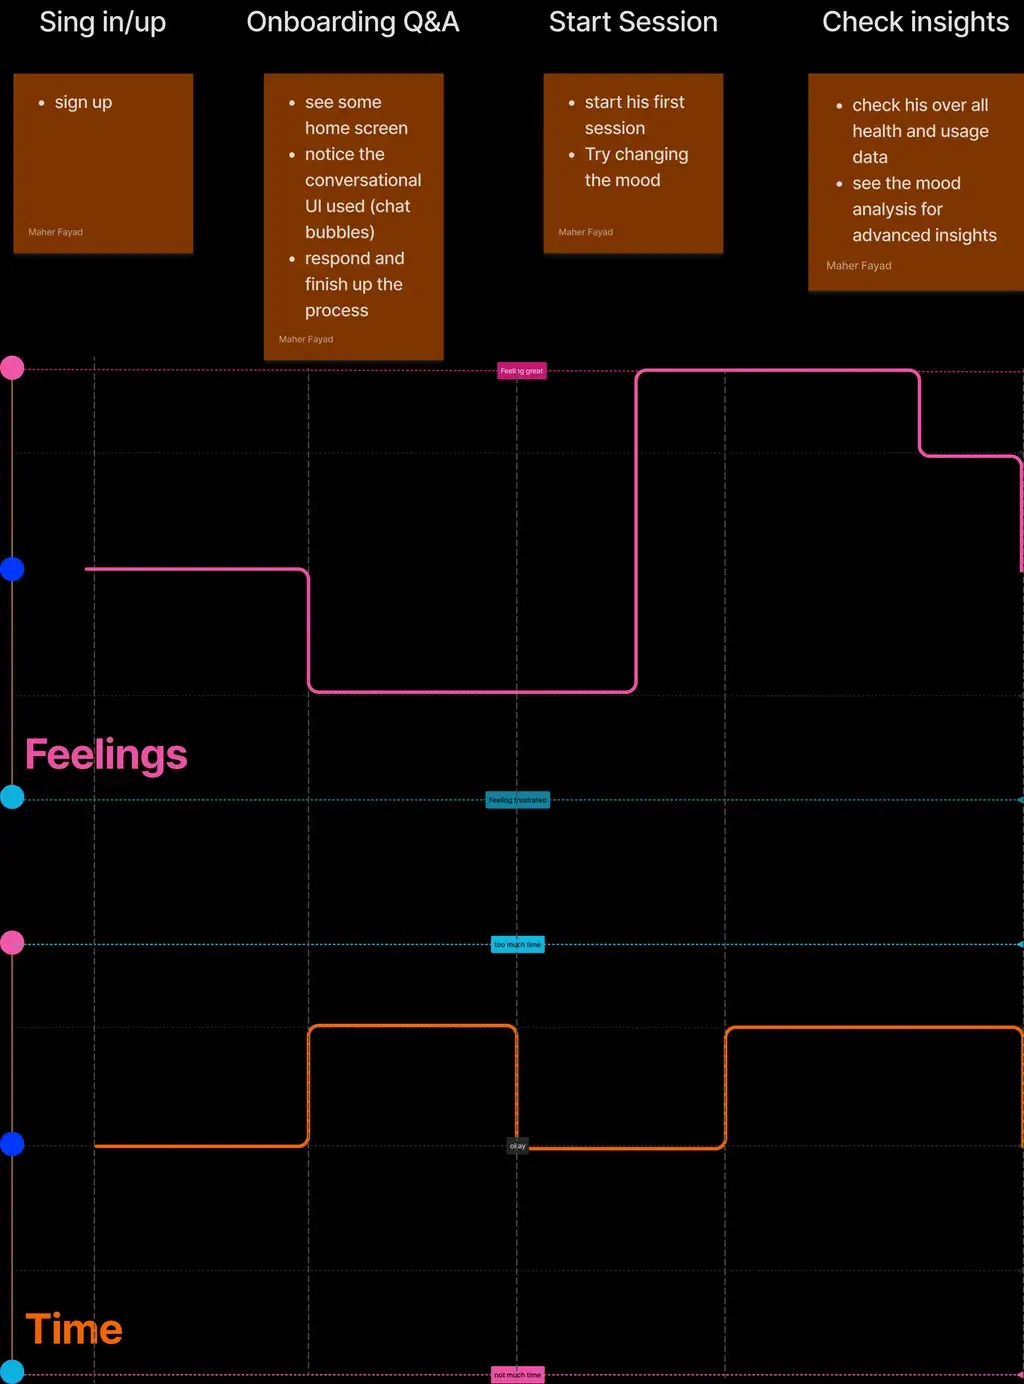 Sing in/up
Onboarding Q&A
Start Session
Check insights
• sign up
Maher Fayad
• see some
home screen
• notice the
conversational
UI used (chat
bubbles)
• respond and
finish up the
process
Maher Fayad
• start his first
session
• Try changing
the mood
Maher Fayad
• check his over all
health and usage
data
• see the mood
analysis for
advanced insights
Maher Fayad
Feeling great
Feelings
Feeling frustrated
too much time
okay
Time
not much time